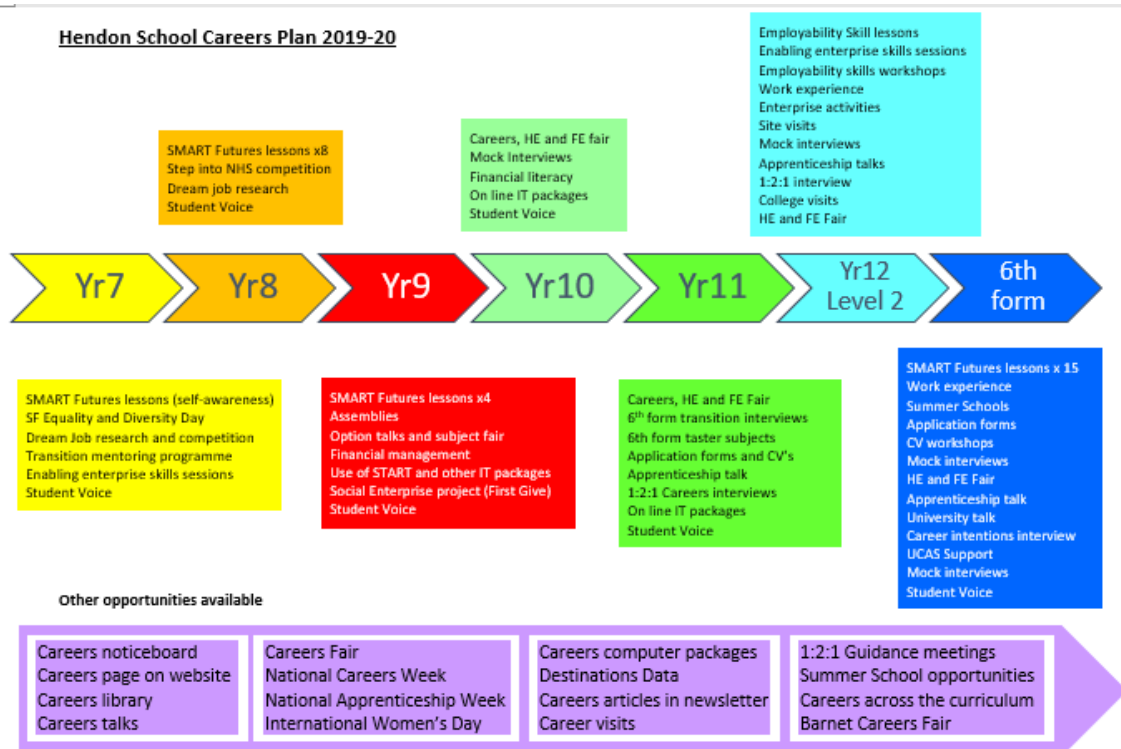 Hendon School Careers Plan 2019-20
Employability Skill lessons
Enabling enterprise skills sessions
Employability skills workshops
Work experience
Enterprise activities
Site visits
Mock interviews
Apprenticeship talks
1:2:1 interview
College visits
HE and FE Fair
SMART Futures lessons x8
Step into NHS competition
Dream job research
Student Voice
Careers, HE and FE fair
Mock Interviews
Financial literacy
On line IT packages
Student Voice
Yr7
Yr8
Yr9
Yr10
Yr11
Yr12
Level 2
6th
form
SMART Futures lessons (self-awareness)
SF Equality and Diversity Day
Dream Job research and competition
Transition mentoring programme
Enabling enterprise skills sessions
Student Voice
SMART Futures lessons x4
Assemblies
Option talks and subject fair
Financial management
Use of START and other IT packages
Social Enterprise project (First Give)
Student Voice
Careers, HE and FE Fair
6th form transition interviews
6th form taster subjects
Application forms and CV's
Apprenticeship talk
1:2:1 Careers interviews
On line IT packages
Student Voice
SMART Futures lessons x 15
Work experience
Summer Schools
Application forms
CV workshops
Mock interviews
HE and FE Fair
Apprenticeship talk
University talk
Career intentions interview
UCAS Support
Mock interviews
Student Voice
Other opportunities available
Careers noticeboard
Careers page on website
Careers library
Careers talks
Careers Fair
National Careers Week
National Apprenticeship Week
International Women's Day
Careers computer packages
Destinations Data
Careers articles in newsletter
Career visits
1:2:1 Guidance meetings
Summer School opportunities
Careers across the curriculum
Barnet Careers Fair